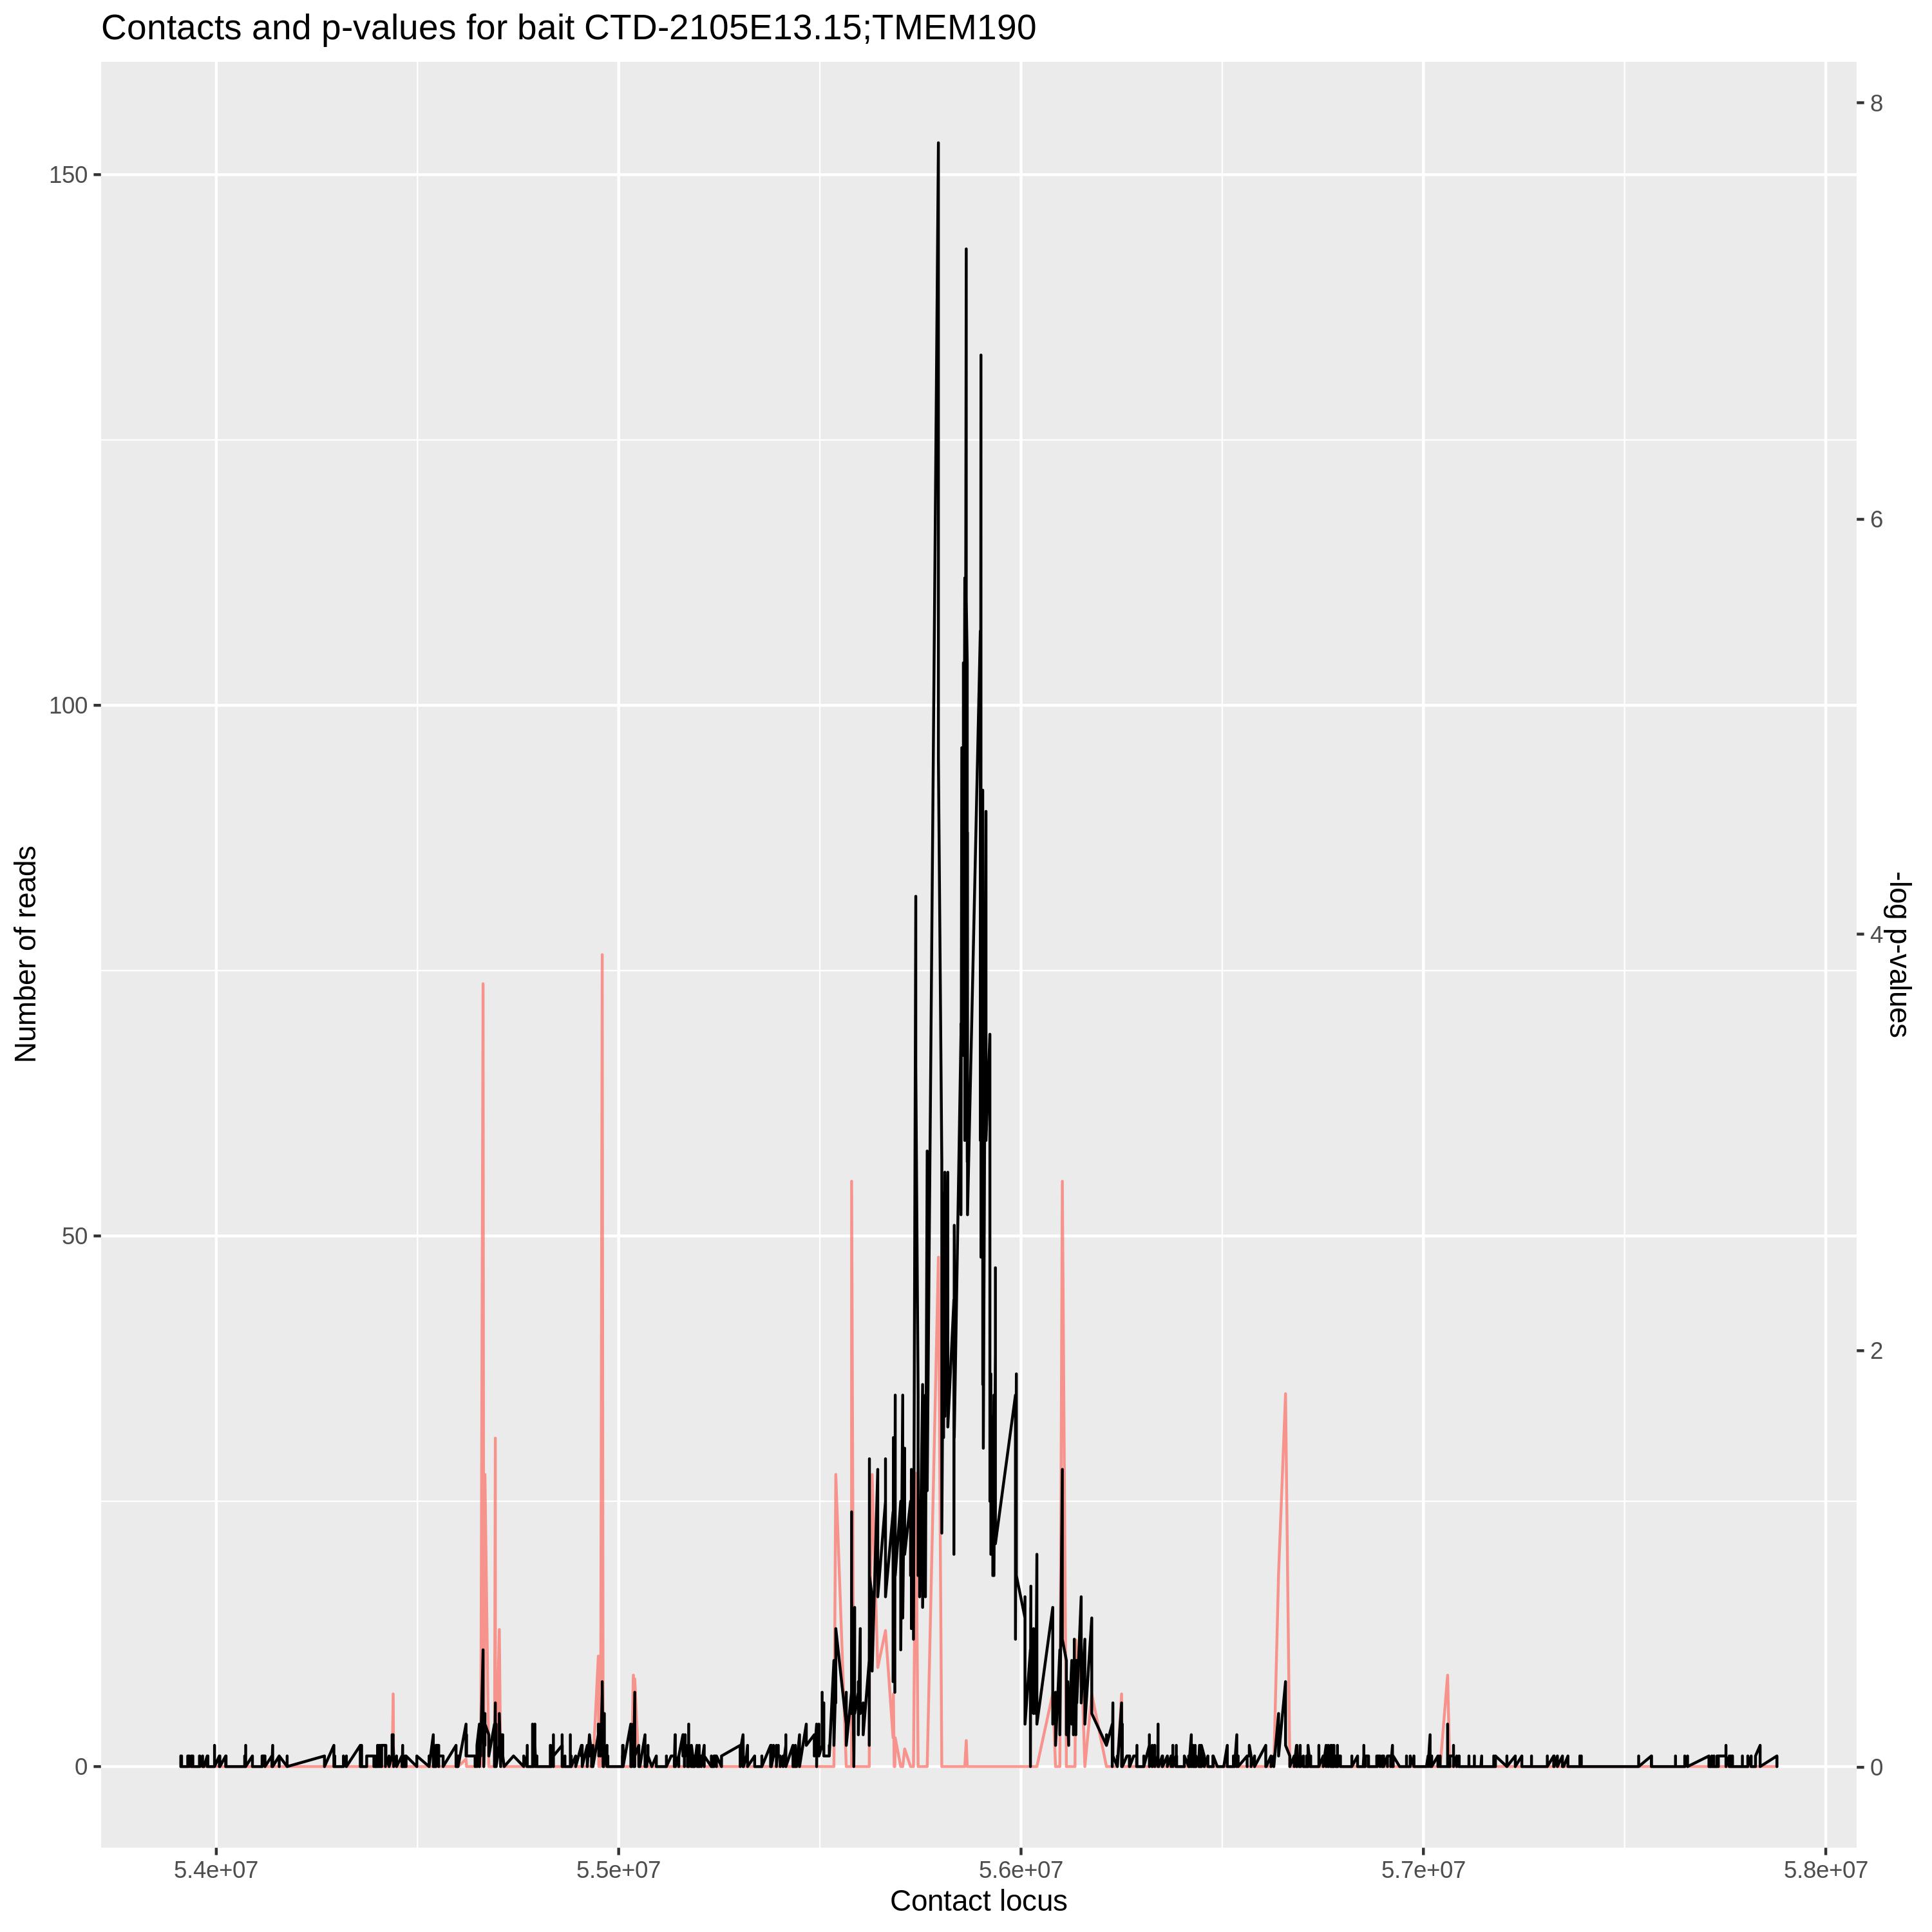 Contacts and p-values for bait CTD-2105E13.15;TMEM190
150
100
50
0
Number of reads
8
6
4
2
0
-log p-values
5.4e+07
5.5e+07
5.6e+07
5.7e+07
5.8e+07
Contact locus